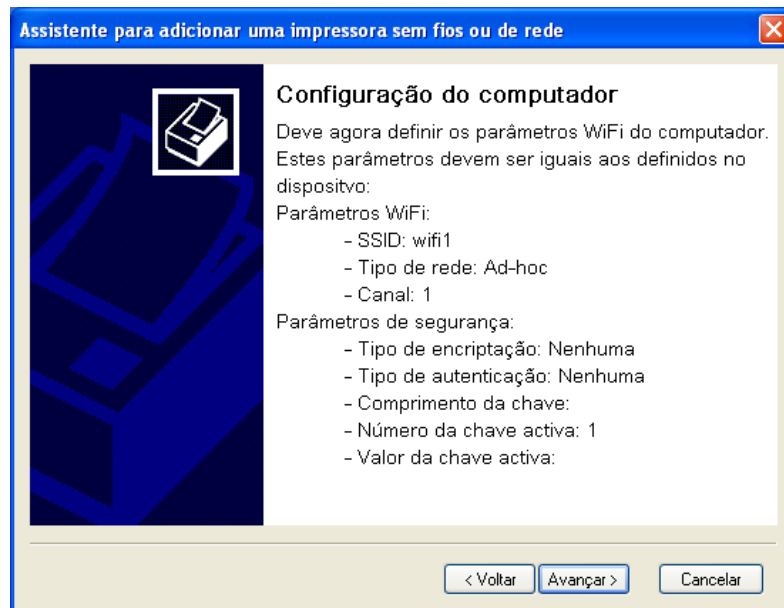 Assistente para adicionar uma impressora sem fios ou de rede
Configuração do computador
Deve agora definir os parâmetros WiFi do computador.
Estes parâmetros devem ser iguais aos definidos no
dispositvo:
Parâmetros WiFi:
- SSID: wifi1
- Tipo de rede: Ad-hoc
- Canal: 1
Parâmetros de segurança:
- Tipo de encriptação: Nenhuma
- Tipo de autenticação: Nenhuma
- Comprimento da chave:
- Número da chave activa: 1
- Valor da chave activa:
< Voltar Avançar > Cancelar